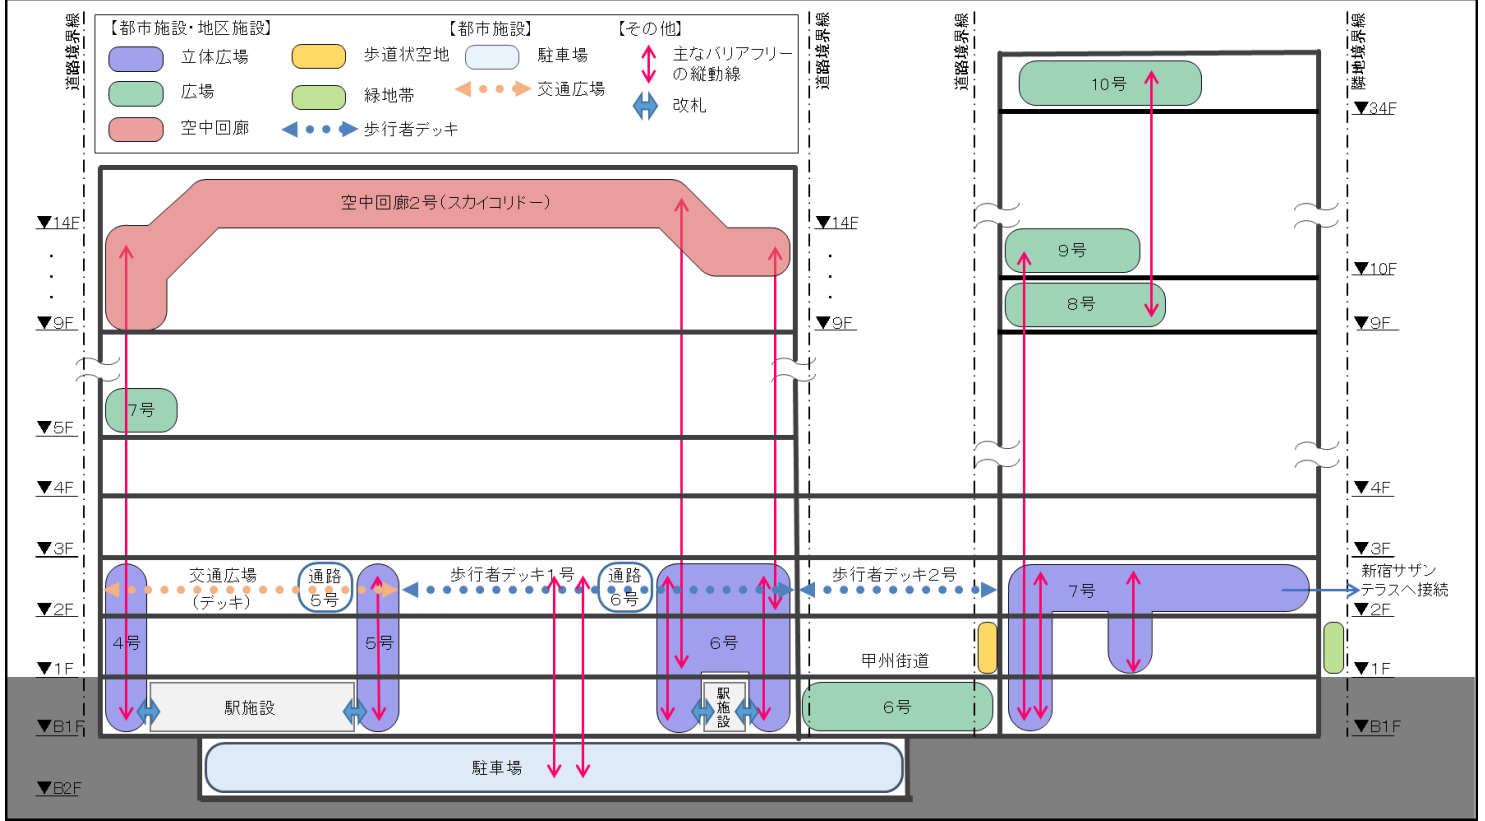 【都市施設・地区施設】
立体広場
広場
空中回廊
歩道状空地
緑地帯
歩行者デッキ
【都市施設】
駐車場
交通広場
【その他】
主なバリアフリー
の縦動線
改札
道路境界線
道路境界線
道路境界線
隣地境界線
▼14F
▼9F
▼5F
▼4F
▼3F
▼2F
▼1F
▼B1F
▼B2F
空中回廊2号(スカイコリドー)
7号
交通広場
(デッキ)
通路
5号
歩行者デッキ1号
通路
6号
4号
5号
6号
駅施設
駅
施
設
駐車場
▼14F
▼9F
歩行者デッキ2号
甲州街道
6号
10号
9号
8号
7号
新宿サザン
テラスへ接続
▼34F
▼10F
▼9F
▼4F
▼3F
▼2F
▼1F
▼B1F